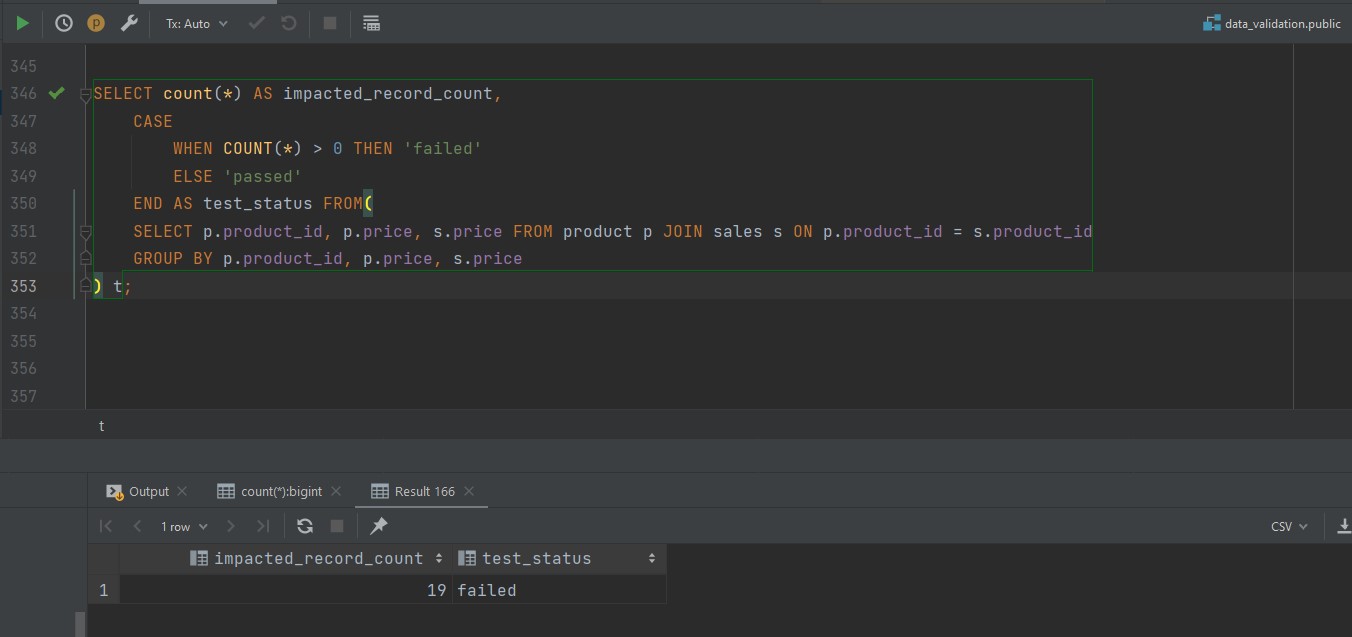 Tx: Auto
data_validation.public
345
346 SELECT count(*) AS impacted_record_count,
347 CASE
348 WHEN COUNT(*) > 0 THEN 'failed'
349 ELSE 'passed'
350 END AS test_status FROM(
351 SELECT p.product_id, p.price, s.price FROM product p JOIN sales s ON p.product_id = s.product_id
352 GROUP BY p.product_id, p.price, s.price
353 ) t;
354
355
356
357
t
Output count(*):bigint Result 166
1 row CSV
impacted_record_count test_status
1 19 failed